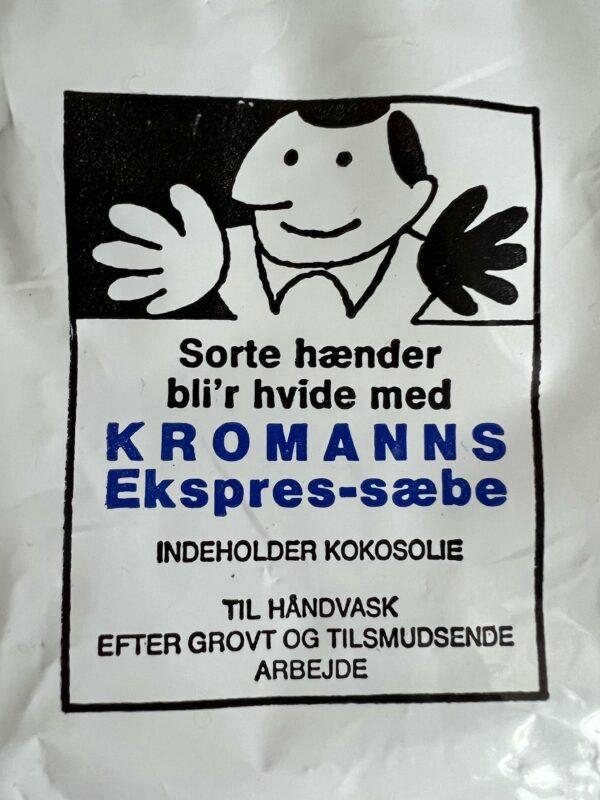 Sorte hænder
bli'r hvide med
KROMANNS
Ekspres-sæbe
INDEHOLDER KOKOSOLIE
TIL HÅNDVASK
EFTER GROVT OG TILSMUDSENDE
ARBEJDE